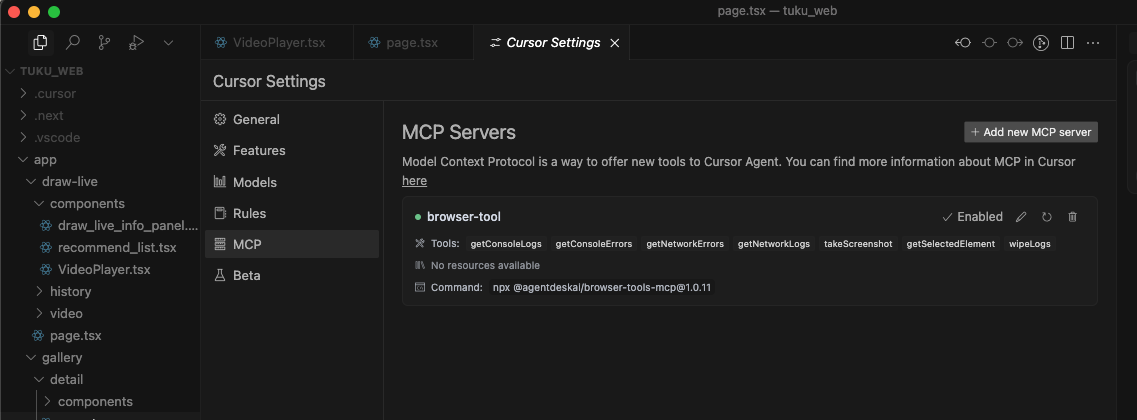 page.tsx — tuku_web
VideoPlayer.tsx
page.tsx
Cursor Settings
TUKU_WEB
.cursor
.next
.vscode
app
draw-live
components
draw_live_info_panel....
recommend_list.tsx
VideoPlayer.tsx
history
video
page.tsx
gallery
detail
components
Cursor Settings
General
Features
Models
Rules
MCP
Beta
MCP Servers
+ Add new MCP server
Model Context Protocol is a way to offer new tools to Cursor Agent. You can find more information about MCP in Cursor
here
browser-tool
Enabled
Tools: getConsoleLogs getConsoleErrors getNetworkErrors getNetworkLogs takeScreenshot getSelectedElement wipeLogs
No resources available
Command: npx @agentdeskai/browser-tools-mcp@1.0.11